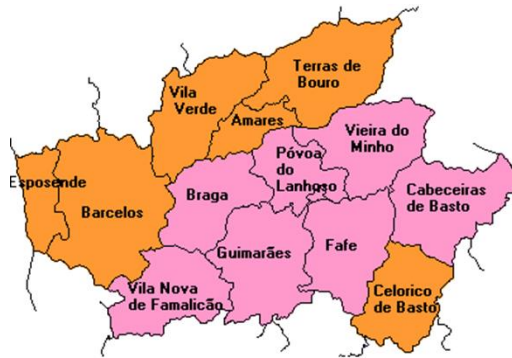 Terras de
Bouro
Vila
Verde
Amares
Vieira do
Minho
Póvoa
do
Lanhoso
Esposende
Barcelos
Braga
Cabeceiras
de Basto
Guimarães
Fafe
Vila Nova
de Famalicão
Celorico
de Basto